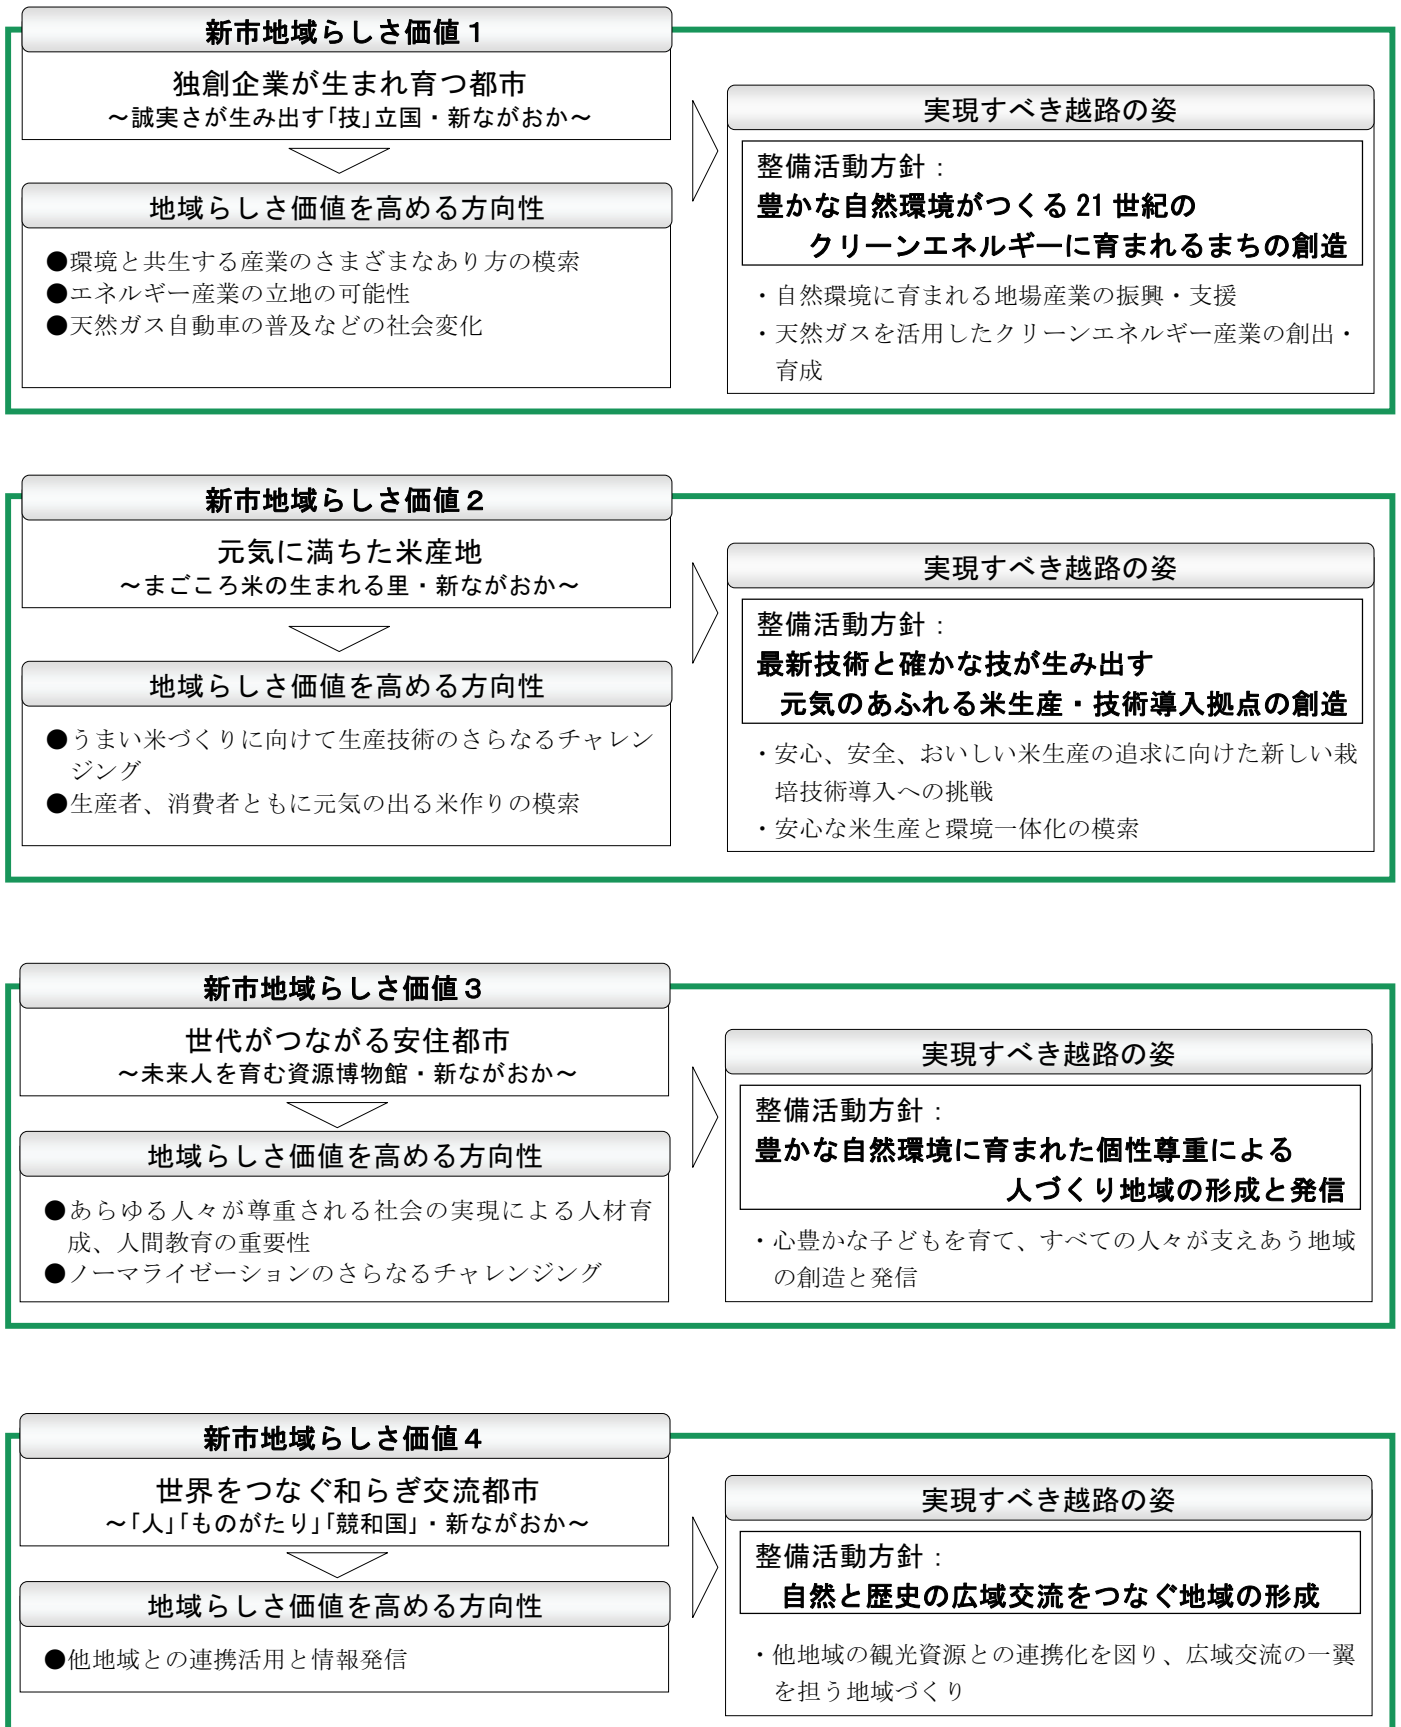 新市地域らしさ価値１
独創企業が生まれ育つ都市
～誠実さが生み出す「技」立国・新ながおか～
地域らしさ価値を高める方向性
●環境と共生する産業のさまざまなあり方の模索
●エネルギー産業の立地の可能性
●天然ガス自動車の普及などの社会変化
実現すべき越路の姿
整備活動方針：
豊かな自然環境がつくる 21 世紀の
クリーンエネルギーに育まれるまちの創造
・自然環境に育まれる地場産業の振興・支援
・天然ガスを活用したクリーンエネルギー産業の創出・
育成
新市地域らしさ価値２
元気に満ちた米産地
～まごころ米の生まれる里・新ながおか～
地域らしさ価値を高める方向性
●うまい米づくりに向けて生産技術のさらなるチャレン
ジング
●生産者、消費者ともに元気の出る米作りの模索
実現すべき越路の姿
整備活動方針：
最新技術と確かな技が生み出す
元気のあふれる米生産・技術導入拠点の創造
・安心、安全、おいしい米生産の追求に向けた新しい栽
培技術導入への挑戦
・安心な米生産と環境一体化の模索
新市地域らしさ価値３
世代がつながる安住都市
～未来人を育む資源博物館・新ながおか～
地域らしさ価値を高める方向性
●あらゆる人々が尊重される社会の実現による人材育
成、人間教育の重要性
●ノーマライゼーションのさらなるチャレンジング
実現すべき越路の姿
整備活動方針：
豊かな自然環境に育まれた個性尊重による
人づくり地域の形成と発信
・心豊かな子どもを育て、すべての人々が支えあう地域
の創造と発信
新市地域らしさ価値４
世界をつなぐ和らぎ交流都市
～「人」「ものがたり」「競和国」・新ながおか～
地域らしさ価値を高める方向性
●他地域との連携活用と情報発信
実現すべき越路の姿
整備活動方針：
自然と歴史の広域交流をつなぐ地域の形成
・他地域の観光資源との連携化を図り、広域交流の一翼
を担う地域づくり